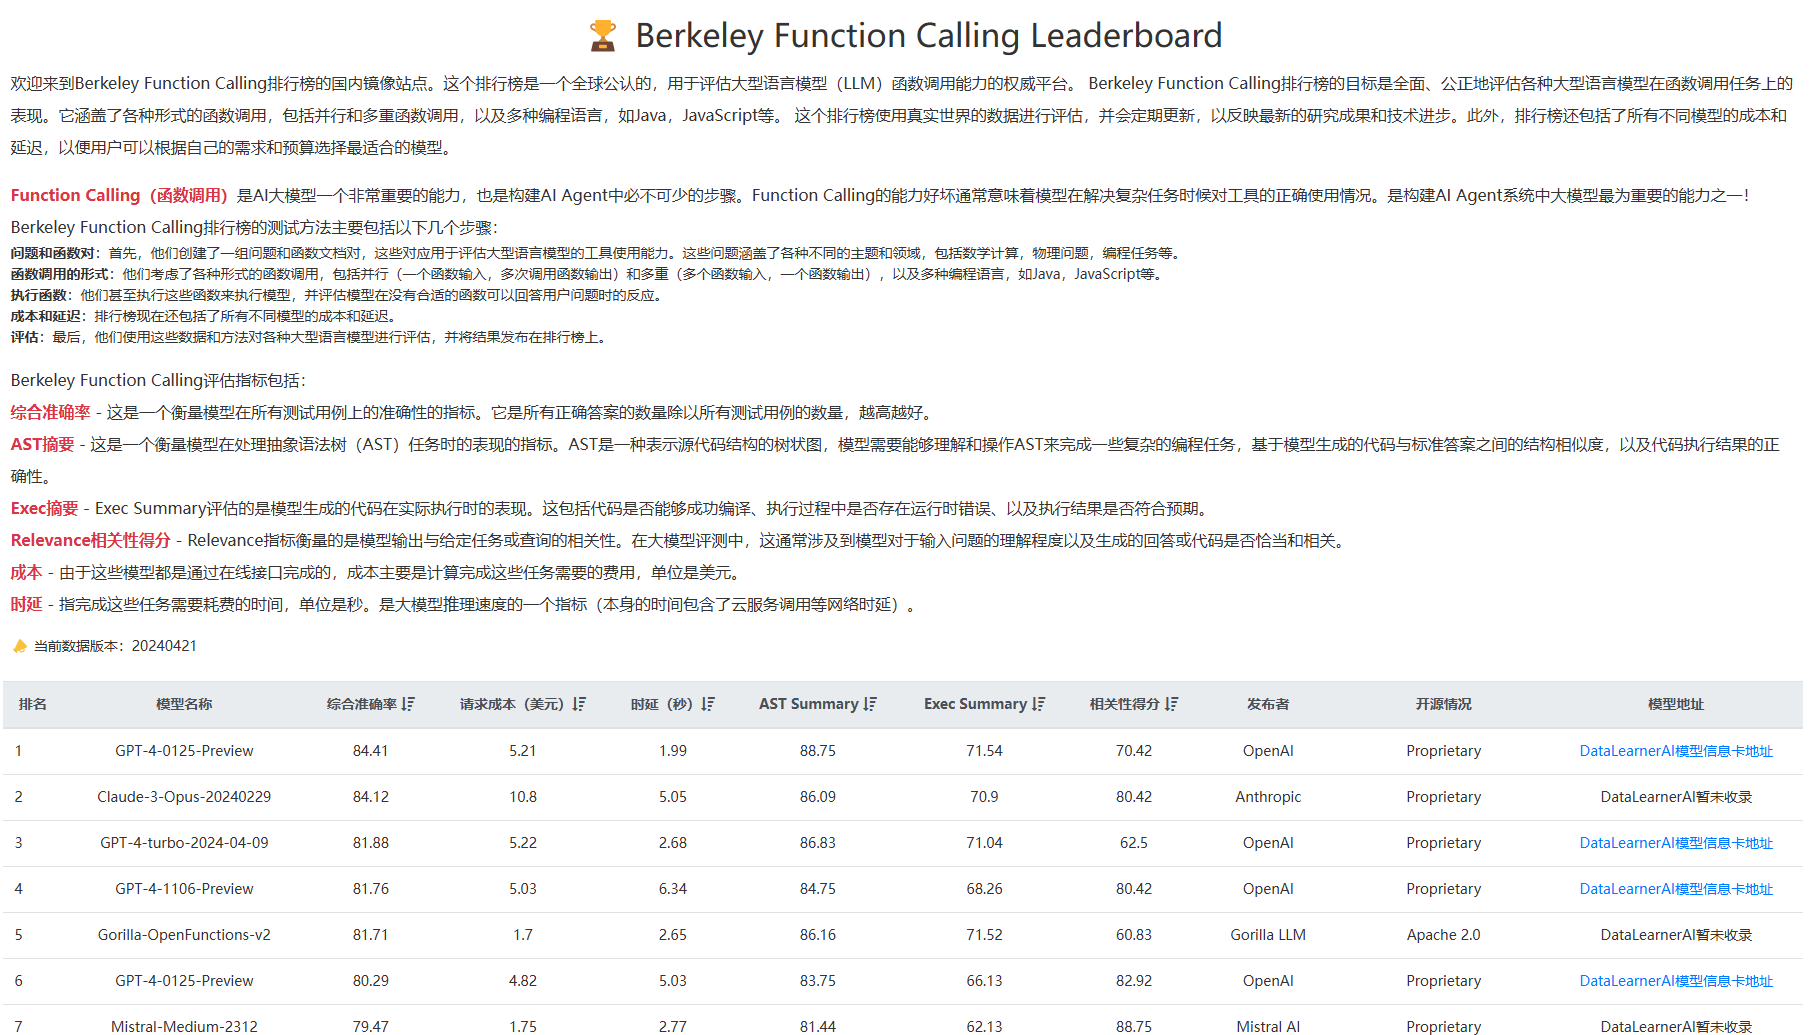 Berkeley Function Calling Leaderboard
欢迎来到Berkeley Function Calling排行榜的国内镜像站点。这个排行榜是一个全球公认的，用于评估大型语言模型（LLM）函数调用能力的权威平台。 Berkeley Function Calling排行榜的目标是全面、公正地评估各种大型语言模型在函数调用任务上的
表现。它涵盖了各种形式的函数调用，包括并行和多重函数调用，以及多种编程语言，如Java，JavaScript等。 这个排行榜使用真实世界的数据进行评估，并会定期更新，以反映最新的研究成果和技术进步。此外，排行榜还包括了所有不同模型的成本和
延迟，以便用户可以根据自己的需求和预算选择最适合的模型。
Function Calling（函数调用）是AI大模型一个非常重要的能力，也是构建AI Agent中必不可少的步骤。Function Calling的能力好坏通常意味着模型在解决复杂任务时候对工具的正确使用情况。是构建AI Agent系统中大模型最为重要的能力之一！
Berkeley Function Calling排行榜的测试方法主要包括以下几个步骤：
问题和函数对：首先，他们创建了一组问题和函数文档对，这些对应用于评估大型语言模型的工具使用能力。这些问题涵盖了各种不同的主题和领域，包括数学计算，物理问题，编程任务等。
函数调用的形式：他们考虑了各种形式的函数调用，包括并行（一个函数输入，多次调用函数输出）和多重（多个函数输入，一个函数输出），以及多种编程语言，如Java，JavaScript等。
执行函数：他们甚至执行这些函数来执行模型，并评估模型在没有合适的函数可以回答用户问题时的反应。
成本和延迟：排行榜现在还包括了所有不同模型的成本和延迟。
评估：最后，他们使用这些数据和方法对各种大型语言模型进行评估，并将结果发布在排行榜上。
Berkeley Function Calling评估指标包括：
综合准确率 - 这是一个衡量模型在所有测试用例上的准确性的指标。它是所有正确答案的数量除以所有测试用例的数量，越高越好。
AST摘要 - 这是一个衡量模型在处理抽象语法树（AST）任务时的表现的指标。AST是一种表示源代码结构的树状图，模型需要能够理解和操作AST来完成一些复杂的编程任务，基于模型生成的代码与标准答案之间的结构相似度，以及代码执行结果的正
确性。
Exec摘要 - Exec Summary评估的是模型生成的代码在实际执行时的表现。这包括代码是否能够成功编译、执行过程中是否存在运行时错误、以及执行结果是否符合预期。
Relevance相关性得分 - Relevance指标衡量的是模型输出与给定任务或查询的相关性。在大模型评测中，这通常涉及到模型对于输入问题的理解程度以及生成的回答或代码是否恰当和相关。
成本 - 由于这些模型都是通过在线接口完成的，成本主要是计算完成这些任务需要的费用，单位是美元。
时延 - 指完成这些任务需要耗费的时间，单位是秒。是大模型推理速度的一个指标（本身的时间包含了云服务调用等网络时延）。
当前数据版本：20240421
排名 模型名称 综合准确率 请求成本（美元） 时延（秒） AST Summary Exec Summary 相关性得分 发布者 开源情况 模型地址
1 GPT-4-0125-Preview 84.41 5.21 1.99 88.75 71.54 70.42 OpenAI Proprietary DataLearnerAI模型信息卡地址
2 Claude-3-Opus-20240229 84.12 10.8 5.05 86.09 70.9 80.42 Anthropic Proprietary DataLearnerAI暂未收录
3 GPT-4-turbo-2024-04-09 81.88 5.22 2.68 86.83 71.04 62.5 OpenAI Proprietary DataLearnerAI模型信息卡地址
4 GPT-4-1106-Preview 81.76 5.03 6.34 84.75 68.26 80.42 OpenAI Proprietary DataLearnerAI模型信息卡地址
5 Gorilla-OpenFunctions-v2 81.71 1.7 2.65 86.16 71.52 60.83 Gorilla LLM Apache 2.0 DataLearnerAI暂未收录
6 GPT-4-0125-Preview 80.29 4.82 5.03 83.75 66.13 82.92 OpenAI Proprietary DataLearnerAI模型信息卡地址
7 Mistral-Medium-2312 79.47 1.75 2.77 81.44 62.13 88.75 Mistral AI Proprietary DataLearnerAI暂未收录